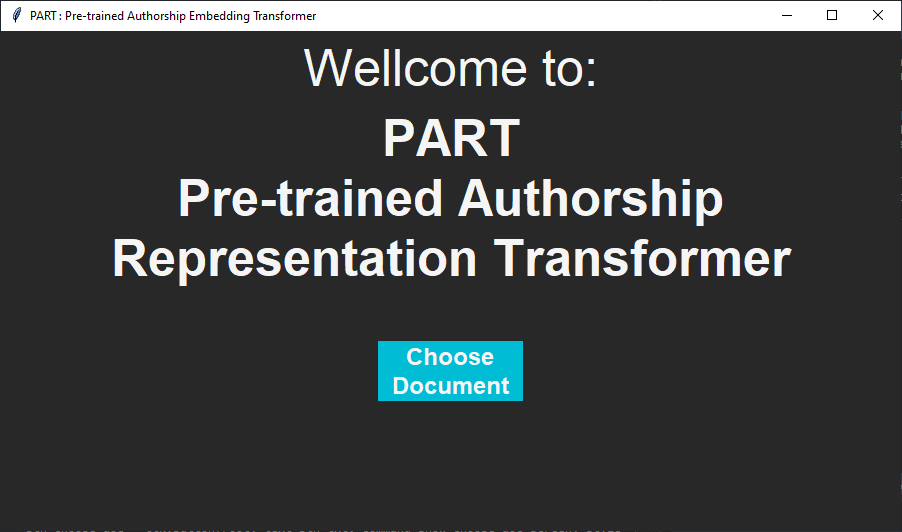 PART : Pre-trained Authorship Embedding Transformer
Wellcome to:
PART
Pre-trained Authorship
Representation Transformer
Choose
Document